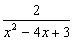 2
x² − 4x + 3